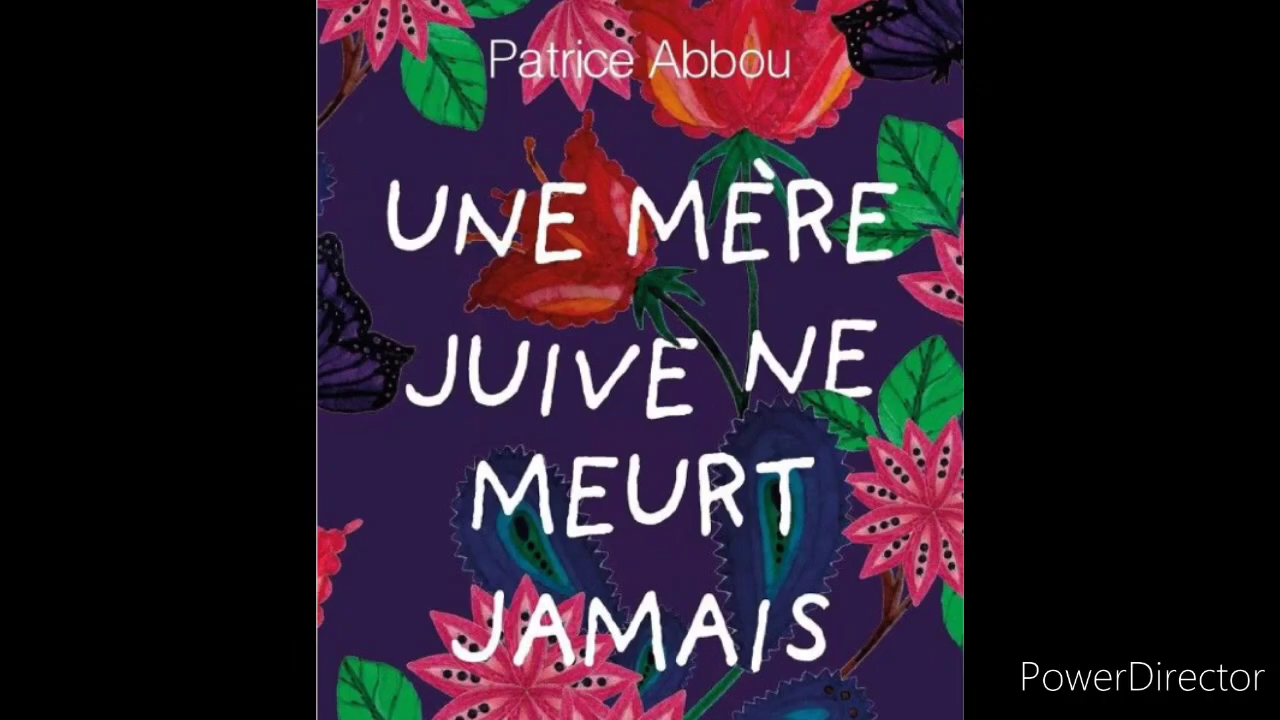 Patrice Abbou
UNE MÈRE
JUIVE NE
MEURT
JAMAIS
PowerDirector